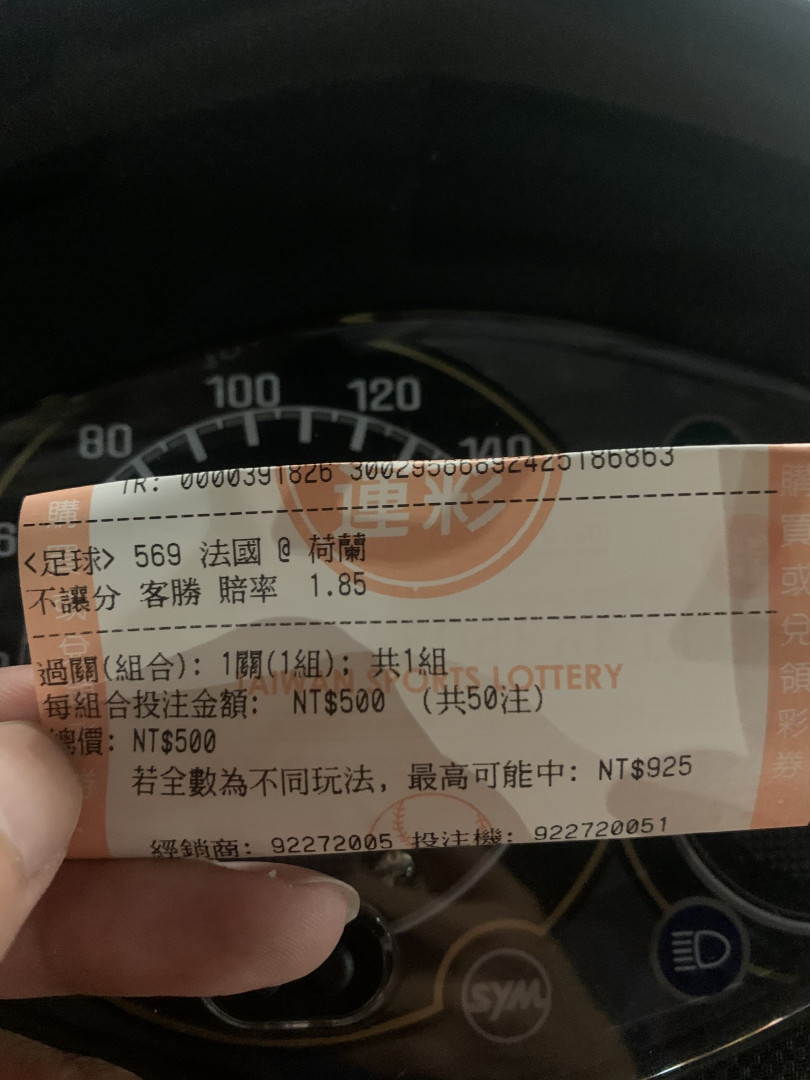 80 100 120 140
TR: 0000391826 300295668924251​86863
運彩
<足球> 569 法國 @ 荷蘭
不讓分 客勝 賠率 1.85
過關(組合): 1關(1組); 共1組
TAIWAN SPORTS LOTTERY
每組合投注金額: NT$500 (共50注)
總價: NT$500
若全數為不同玩法, 最高可能中: NT$925
經銷商: 92272005 投注機: 922720051
購買或兌領彩券
SYM